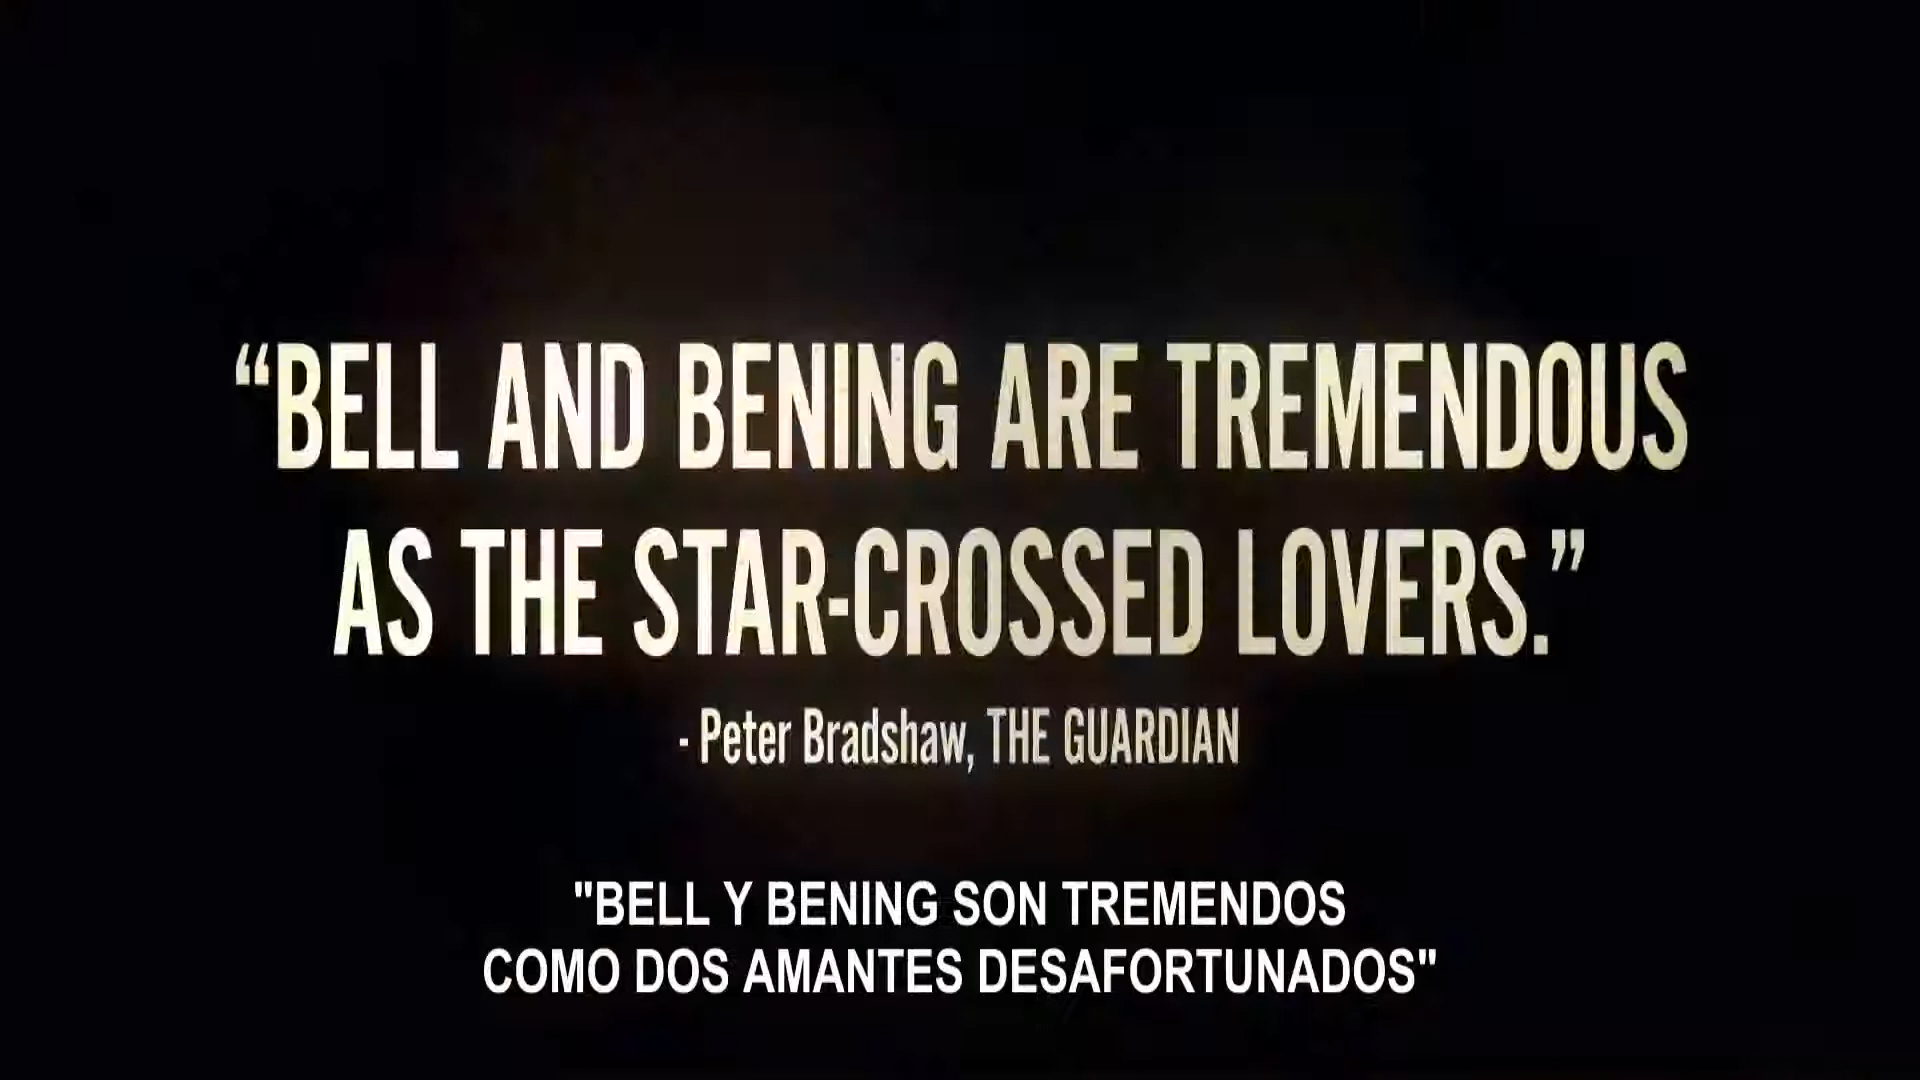 “BELL AND BENING ARE TREMENDOUS
AS THE STAR-CROSSED LOVERS.”
- Peter Bradshaw, THE GUARDIAN
"BELL Y BENING SON TREMENDOS
COMO DOS AMANTES DESAFORTUNADOS"